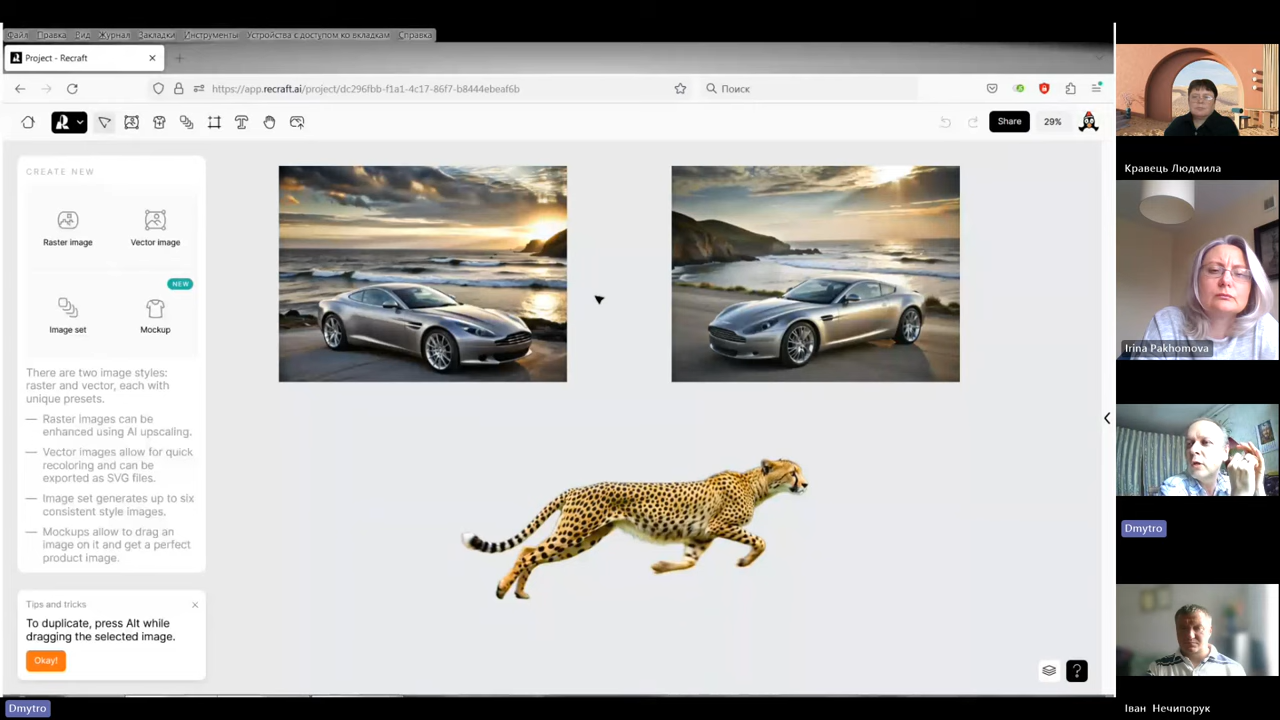 Файл Правка Вид Журнал Закладки Инструменты Устройства с доступом ко вкладкам Справка
Project - Recraft
https://app.recraft.ai/project/dc296fbb-f1a1-4c17-86f7-b8444ebeaf6b
Поиск
Share
29%
CREATE NEW
Raster image
Vector image
NEW
Image set
Mockup
There are two image styles:
raster and vector, each with
unique presets.
— Raster images can be
enhanced using AI upscaling.
— Vector images allow for quick
recoloring and can be
exported as SVG files.
— Image set generates up to six
consistent style images.
— Mockups allow to drag an
image on it and get a perfect
product image.
Tips and tricks
To duplicate, press Alt while
dragging the selected image.
Okay!
?
Dmytro
Кравець Людмила
Irina Pakhomova
Dmytro
Іван Нечипорук